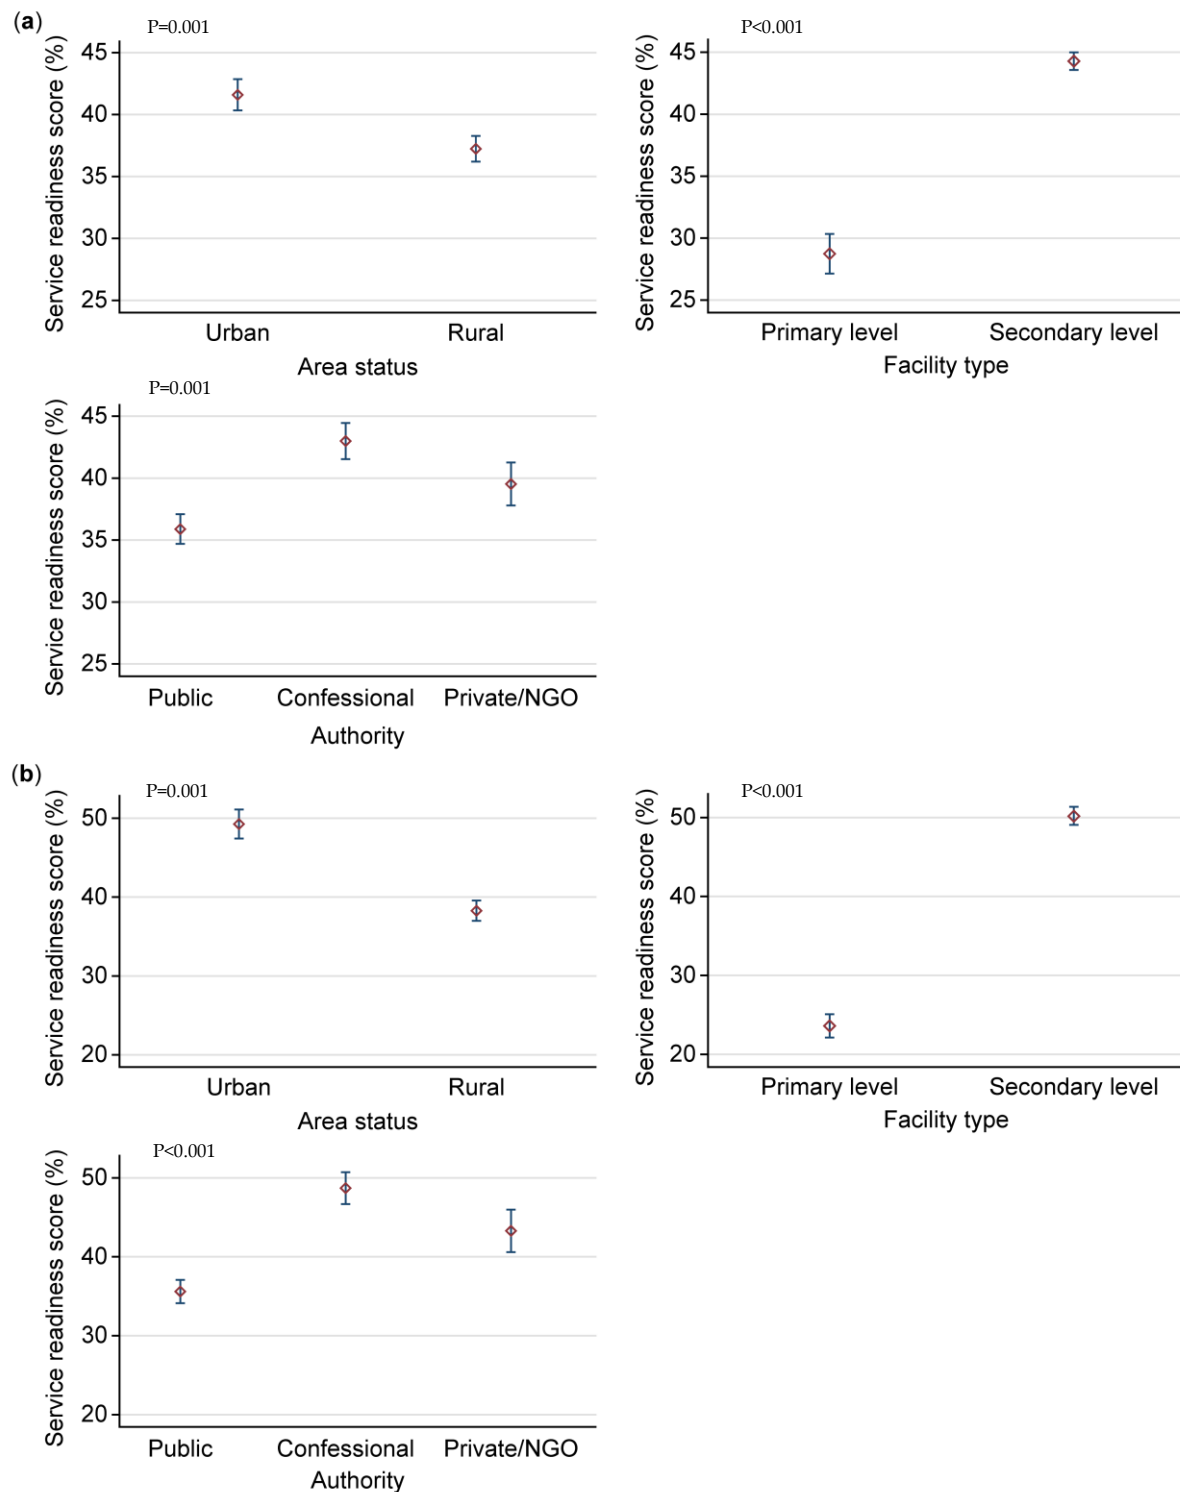 (a)
P=0.001
Service readiness score (%)
45
40
35
30
25
Urban Rural
Area status
P<0.001
Service readiness score (%)
45
40
35
30
25
Primary level Secondary level
Facility type
P=0.001
Service readiness score (%)
45
40
35
30
25
Public Confessional Private/NGO
Authority
(b)
P=0.001
Service readiness score (%)
50
40
30
20
Urban Rural
Area status
P<0.001
Service readiness score (%)
50
40
30
20
Primary level Secondary level
Facility type
P<0.001
Service readiness score (%)
50
40
30
20
Public Confessional Private/NGO
Authority